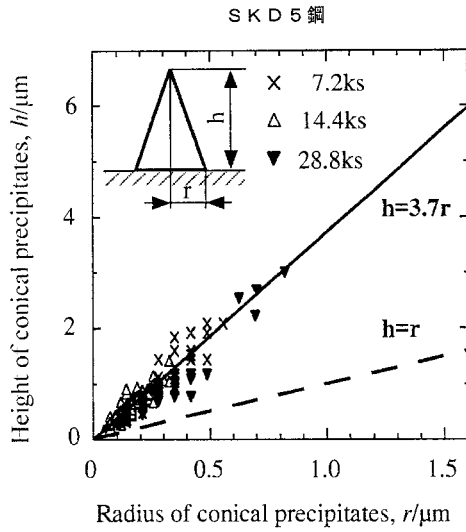 SKD5鋼
Height of conical precipitates, h/μm
6
4
2
0
h
r
× 7.2ks
△ 14.4ks
▼ 28.8ks
h=3.7r
h=r
0
0.5
1.0
1.5
Radius of conical precipitates, r/μm